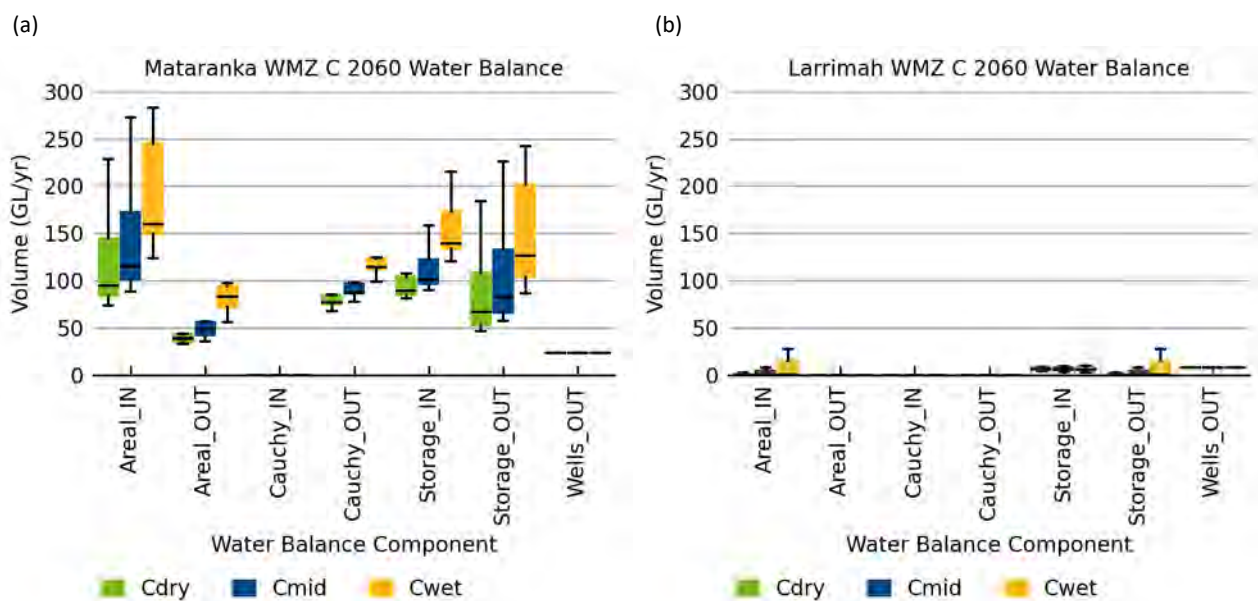 (a)
Mataranka WMZ C 2060 Water Balance
Volume (GL/yr)
300
250
200
150
100
50
0
Areal_IN
Areal_OUT
Cauchy_IN
Cauchy_OUT
Storage_IN
Storage_OUT
Wells_OUT
Water Balance Component
Cdry Cmid Cwet
(b)
Larrimah WMZ C 2060 Water Balance
Volume (GL/yr)
300
250
200
150
100
50
0
Areal_IN
Areal_OUT
Cauchy_IN
Cauchy_OUT
Storage_IN
Storage_OUT
Wells_OUT
Water Balance Component
Cdry Cmid Cwet